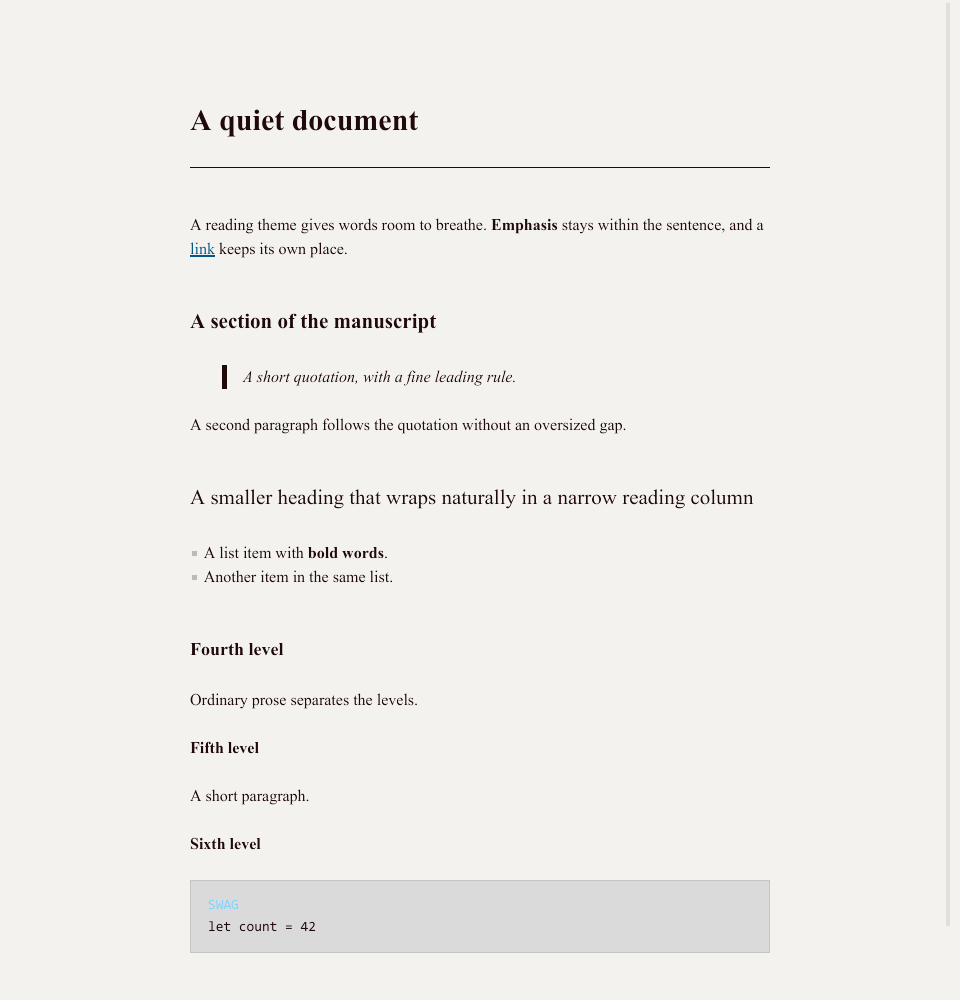 A quiet document
A reading theme gives words room to breathe. Emphasis stays within the sentence, and a
link keeps its own place.
A section of the manuscript
A short quotation, with a fine leading rule.
A second paragraph follows the quotation without an oversized gap.
A smaller heading that wraps naturally in a narrow reading column
A list item with bold words.
Another item in the same list.
Fourth level
Ordinary prose separates the levels.
Fifth level
A short paragraph.
Sixth level
SWAG
let count = 42